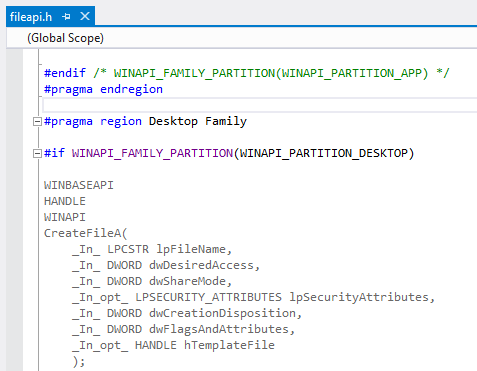 fileapi.h
(Global Scope)
#endif /* WINAPI_FAMILY_PARTITION(WINAPI_PARTITION_APP) */
#pragma endregion
#pragma region Desktop Family
#if WINAPI_FAMILY_PARTITION(WINAPI_PARTITION_DESKTOP)
WINBASEAPI
HANDLE
WINAPI
CreateFileA(
    _In_ LPCSTR lpFileName,
    _In_ DWORD dwDesiredAccess,
    _In_ DWORD dwShareMode,
    _In_opt_ LPSECURITY_ATTRIBUTES lpSecurityAttributes,
    _In_ DWORD dwCreationDisposition,
    _In_ DWORD dwFlagsAndAttributes,
    _In_opt_ HANDLE hTemplateFile
    );